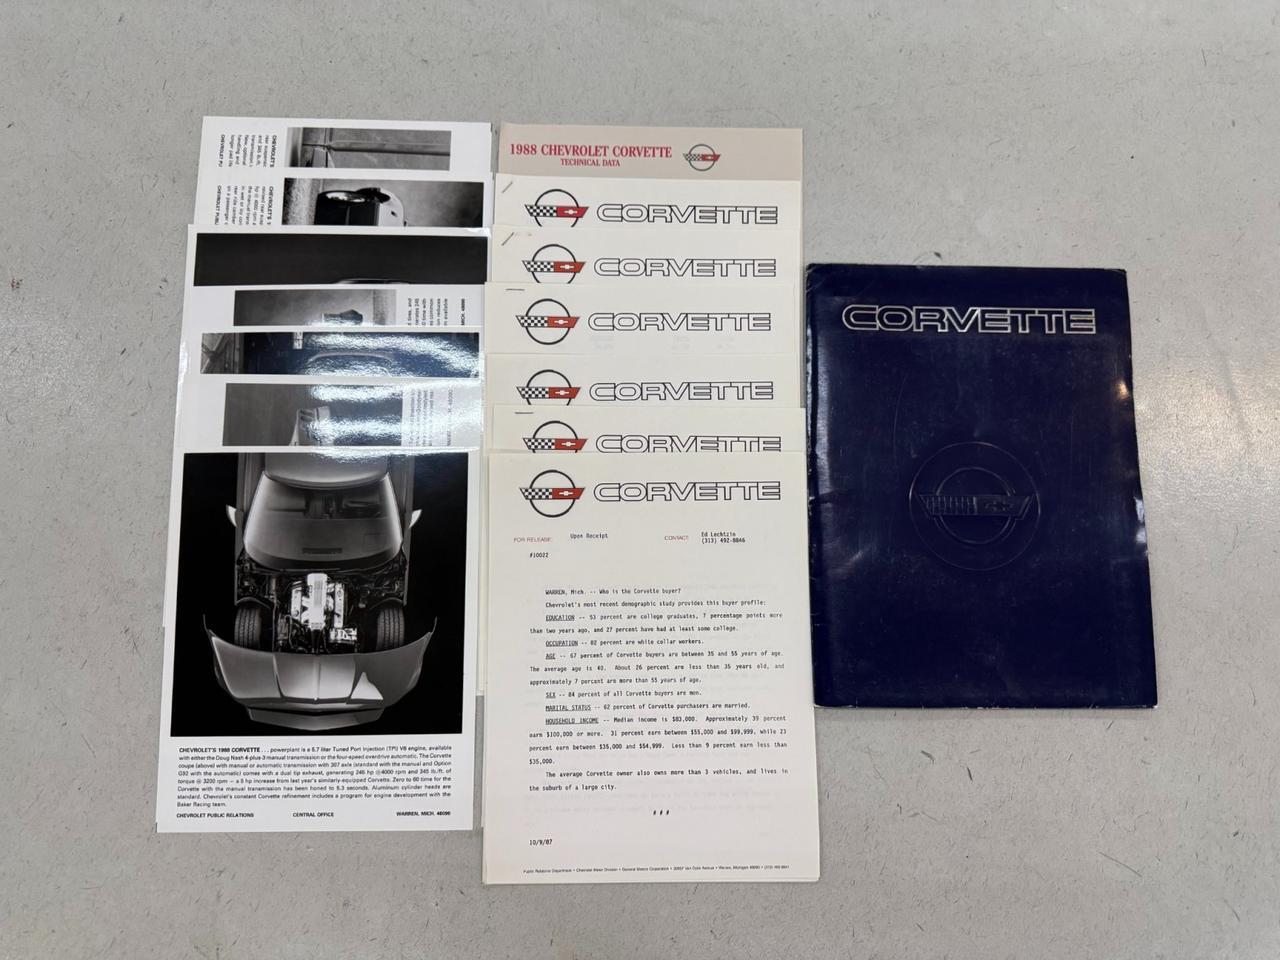 1988 CHEVROLET CORVETTE
TECHNICAL DATA
CORVETTE
CORVETTE
CORVETTE
CORVETTE
CORVETTE
CORVETTE
FOR RELEASE: Upon Receipt
CONTACT: Ed Lechtzin
(313) 492-8846
#10022
WARREN, Mich. -- Who is the Corvette buyer?
Chevrolet's most recent demographic study provides this buyer profile:
EDUCATION -- 53 percent are college graduates, 7 percentage points more
than two years ago, and 27 percent have had at least some college.
OCCUPATION -- 82 percent are white collar workers.
AGE -- 67 percent of Corvette buyers are between 35 and 55 years of age.
The average age is 40. About 26 percent are less than 35 years old, and
approximately 7 percent are more than 55 years of age.
SEX -- 84 percent of all Corvette buyers are men.
MARITAL STATUS -- 62 percent of Corvette purchasers are married.
HOUSEHOLD INCOME -- Median income is $83,000. Approximately 39 percent
earn $100,000 or more. 31 percent earn between $55,000 and $99,999, while 23
percent earn between $35,000 and $54,999. Less than 9 percent earn less than
$35,000.
The average Corvette owner also owns more than 3 vehicles, and lives in
the suburb of a large city.
# # #
10/9/87
CORVETTE
CHEVROLET'S 1988 CORVETTE . . . powerplant is a 5.7 liter Tuned Port Injection (TPI) V8 engine, available
with either the Doug Nash 4-plus-3 manual transmission or the four-speed overdrive automatic. The Corvette
coupe (above) with manual or automatic transmission with 307 axle (standard with the manual and Option
G92 with the automatic) comes with a dual tip exhaust, generating 245 hp @4000 rpm and 345 lb./ft. of
torque @ 3200 rpm – a 5 hp increase from last year's similarly-equipped Corvette. Zero to 60 time for the
Corvette with the manual transmission has been honed to 5.3 seconds. Aluminum cylinder heads are
standard. Chevrolet's constant Corvette refinement includes a program for engine development with the
Baker Racing team.
CHEVROLET PUBLIC RELATIONS CENTRAL OFFICE WARREN, MICH. 48090